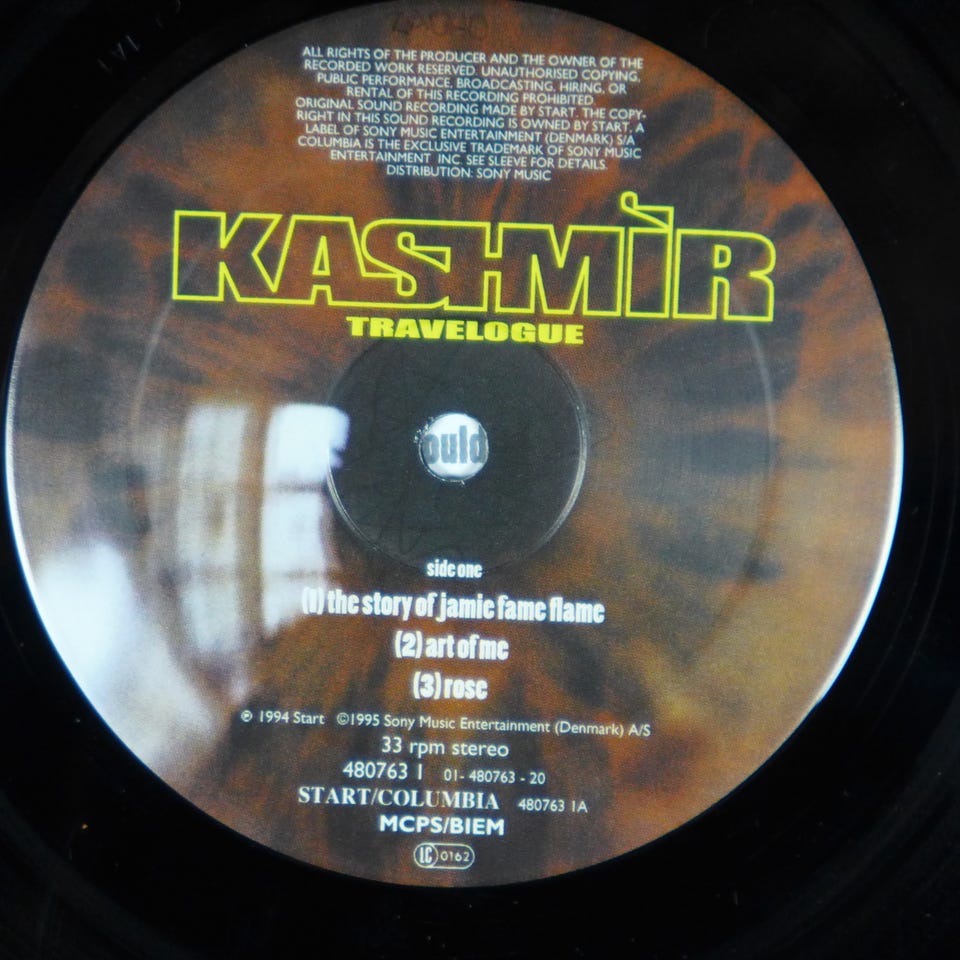 ALL RIGHTS OF THE PRODUCER AND THE OWNER OF THE
RECORDED WORK RESERVED. UNAUTHORISED COPYING,
PUBLIC PERFORMANCE, BROADCASTING, HIRING, OR
RENTAL OF THIS RECORDING PROHIBITED.
ORIGINAL SOUND RECORDING MADE BY START. THE COPY-
RIGHT IN THIS SOUND RECORDING IS OWNED BY START, A
LABEL OF SONY MUSIC ENTERTAINMENT (DENMARK) S/A
COLUMBIA IS THE EXCLUSIVE TRADEMARK OF SONY MUSIC
ENTERTAINMENT INC. SEE SLEEVE FOR DETAILS.
DISTRIBUTION: SONY MUSIC
KASHMÌR
TRAVELOGUE
side one
(1) the story of jamie fame flame
(2) art of me
(3) rose
℗ 1994 Start ©1995 Sony Music Entertainment (Denmark) A/S
33 rpm stereo
480763 1 01-480763-20
START/COLUMBIA 480763 1A
MCPS/BIEM
LC 0162